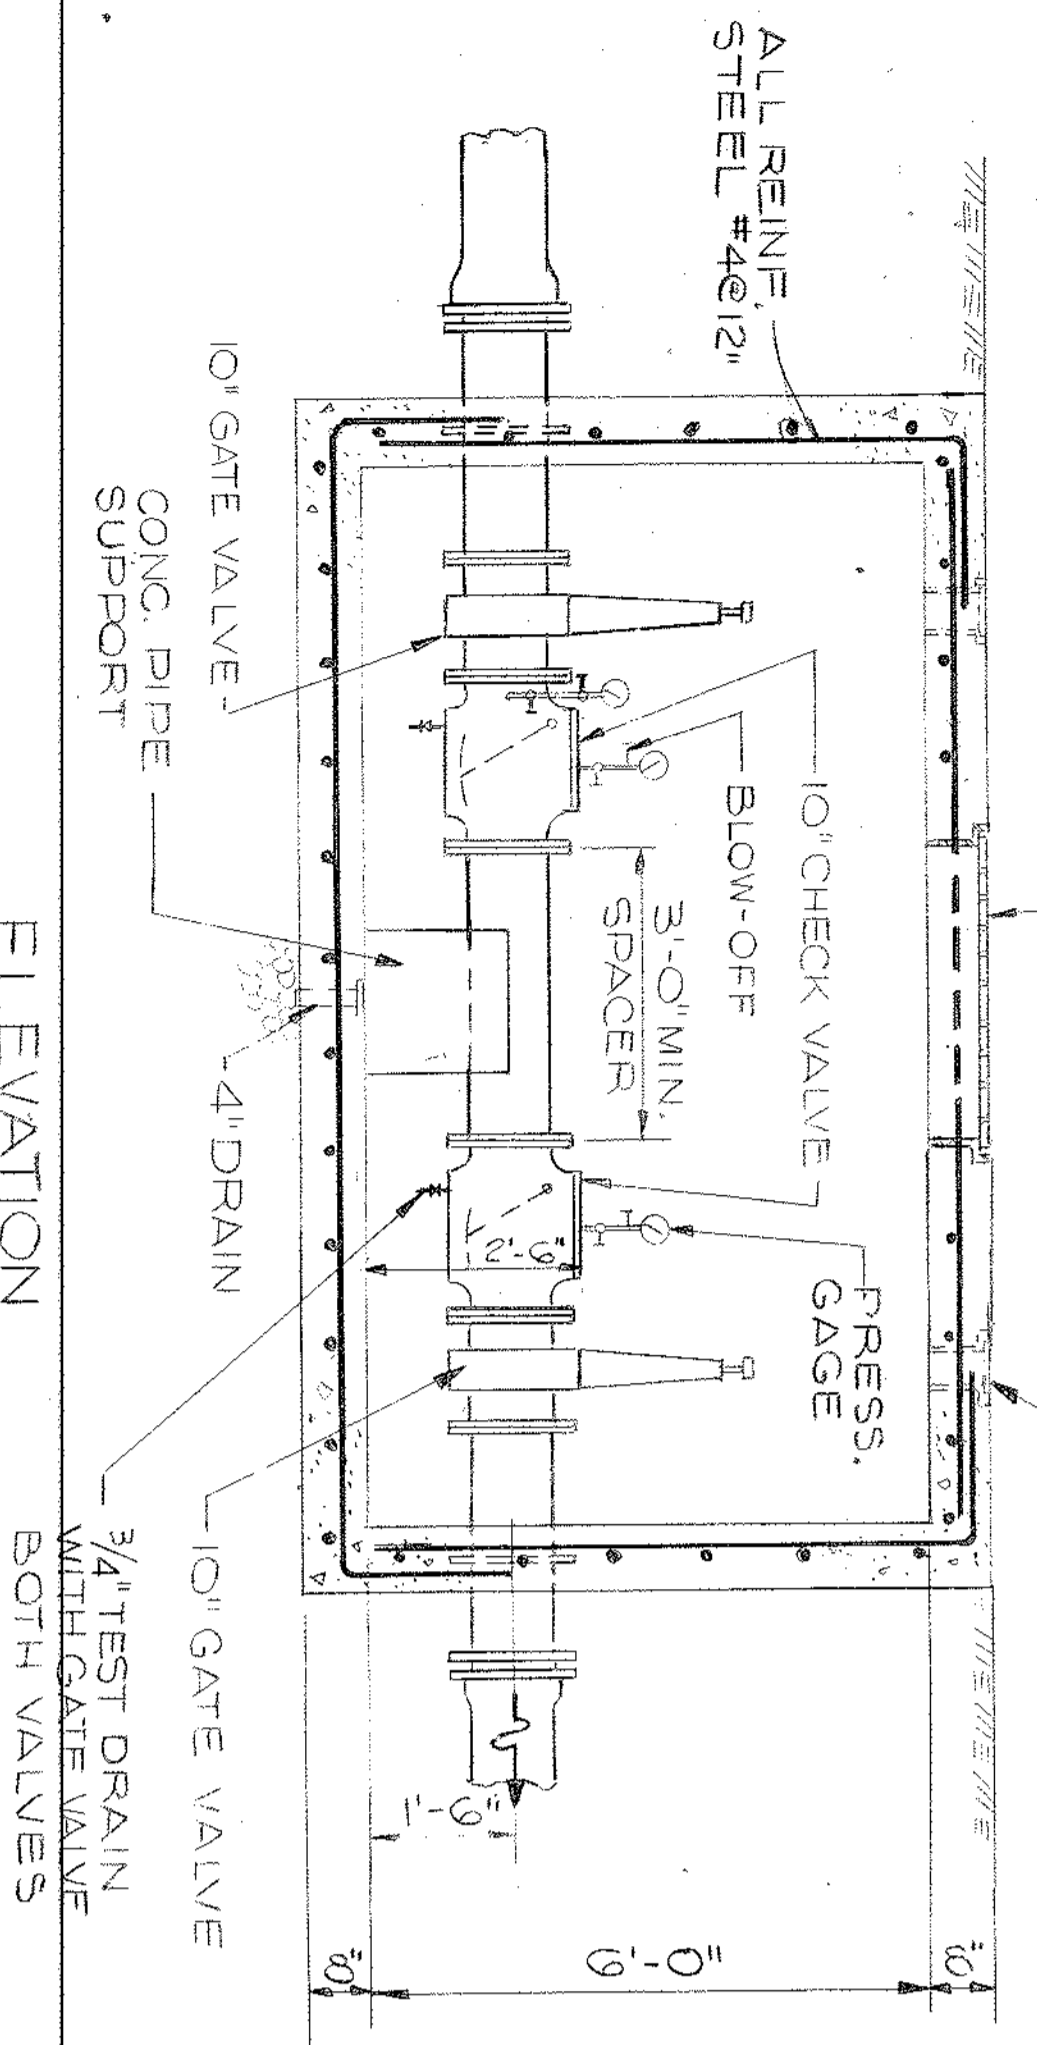 ALL REINF.
STEEL #4@12"
PRESS.
GAGE
10" CHECK VALVE
BLOW-OFF
3'-0" MIN.
SPACER
2'-6"
8"
6'-0"
1'-6"
8"
10" GATE VALVE
CONC. PIPE
SUPPORT
4" DRAIN
10" GATE VALVE
3/4" TEST DRAIN
WITH GATE VALVE
BOTH VALVES
ELEVATION